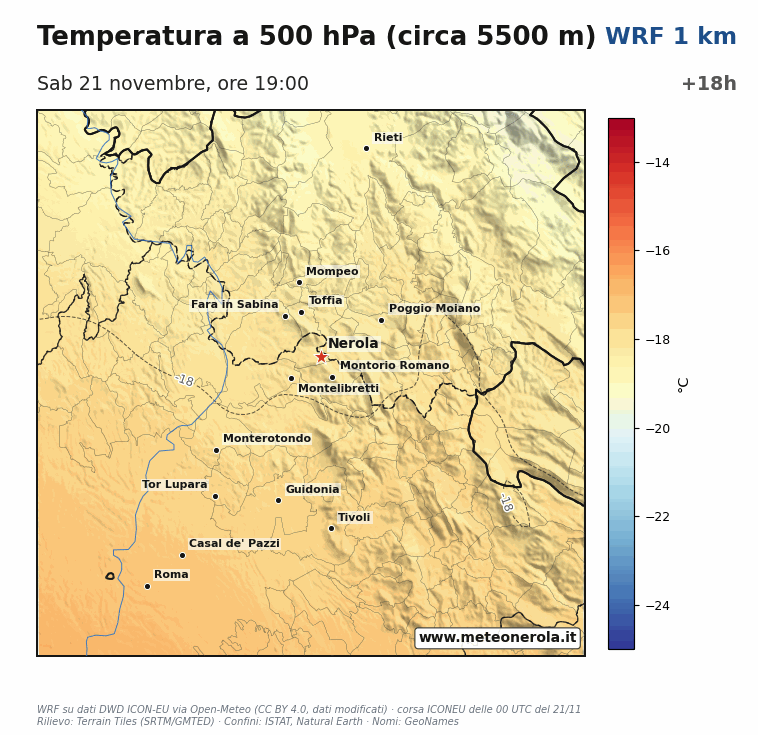 Temperatura a 500 hPa (circa 5500 m) WRF 1 km
Sab 21 novembre, ore 19:00 +18h
Rieti
Mompeo
Toffia
Fara in Sabina
Poggio Moiano
Nerola
Montorio Romano
Montelibretti
-18
Monterotondo
Tor Lupara
Guidonia
-18
Tivoli
Casal de' Pazzi
Roma
www.meteonerola.it
−14
−16
−18
−20
−22
−24
°C
WRF su dati DWD ICON-EU via Open-Meteo (CC BY 4.0, dati modificati) · corsa ICONEU delle 00 UTC del 21/11
Rilievo: Terrain Tiles (SRTM/GMTED) · Confini: ISTAT, Natural Earth · Nomi: GeoNames